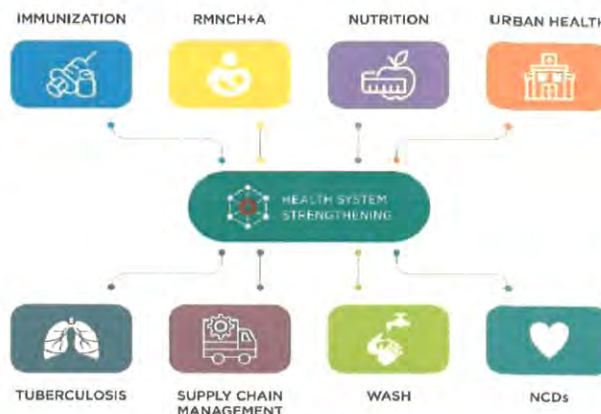 IMMUNIZATION
RMNCH+A
NUTRITION
URBAN HEALTH
HEALTH SYSTEM
STRENGTHENING
TUBERCULOSIS
SUPPLY CHAIN
MANAGEMENT
WASH
NCDs